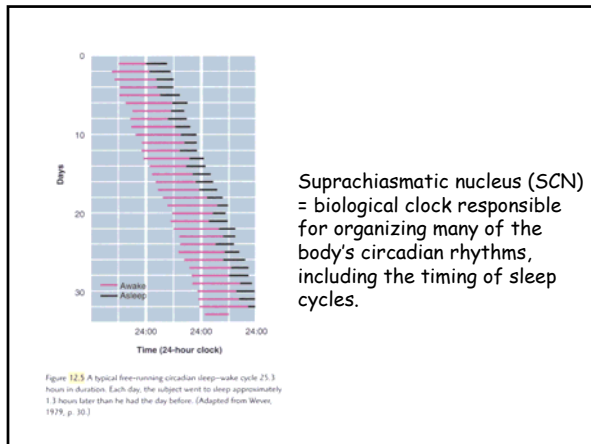 0
10
20
30
Days
Awake
Asleep
24:00 24:00 24:00
Time (24-hour clock)
Figure 12.5 A typical free-running circadian sleep–wake cycle 25.3
hours in duration. Each day, the subject went to sleep approximately
1.3 hours later than he had the day before. (Adapted from Wever,
1979, p. 30.)
Suprachiasmatic nucleus (SCN)
= biological clock responsible
for organizing many of the
body's circadian rhythms,
including the timing of sleep
cycles.